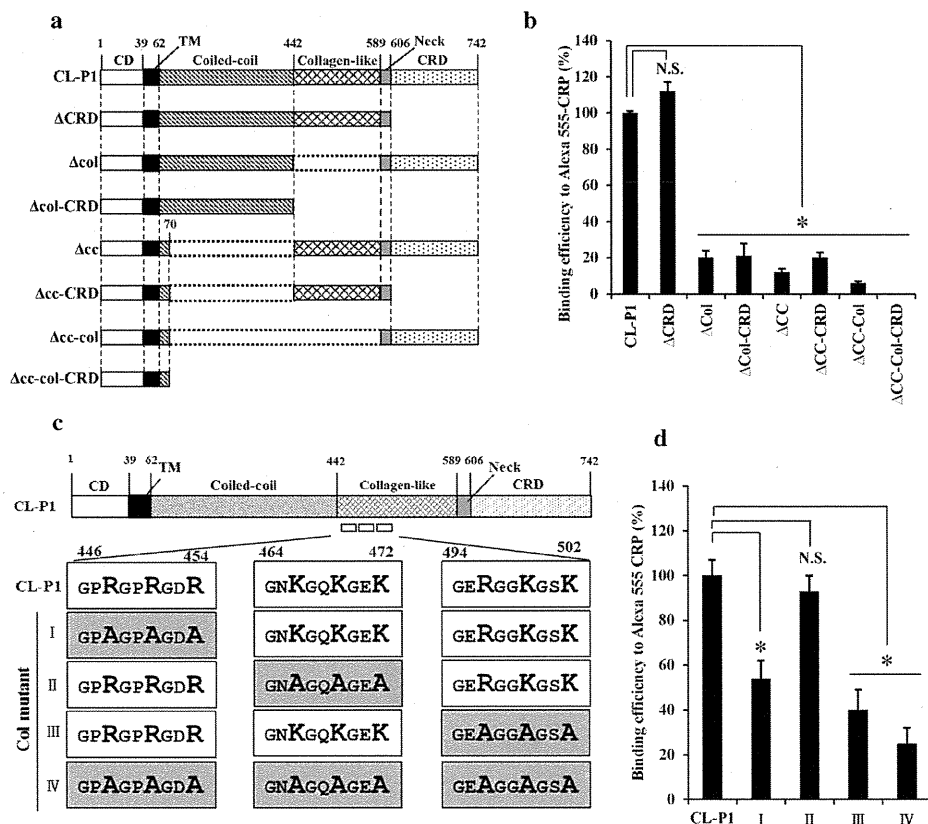 a
1 39 62 442 589 606 742
TM
Neck
CD Coiled-coil Collagen-like CRD
CL-P1
ΔCRD
Δcol
Δcol-CRD
70
Δcc
Δcc-CRD
Δcc-col
Δcc-col-CRD
b
Binding efficiency to Alexa 555-CRP (%)
140
120
100
80
60
40
20
0
N.S.
*
CL-P1
ΔCRD
ΔCol
ΔCol-CRD
ΔCC
ΔCC-CRD
ΔCC-Col
ΔCC-Col-CRD
c
1 39 62 442 589 606 742
TM
Neck
CD Coiled-coil Collagen-like CRD
CL-P1
446 454 464 472 494 502
CL-P1 GPRGPRGDR GNKGQKGEK GERGGKGSK
Col mutant
I GPAGPAGDA GNKGQKGEK GERGGKGSK
II GPRGPRGDR GNAGQAGEA GERGGKGSK
III GPRGPRGDR GNKGQKGEK GEAGGAGSA
IV GPAGPAGDA GNAGQAGEA GEAGGAGSA
d
Binding efficiency to Alexa 555 CRP (%)
140
120
100
80
60
40
20
0
N.S.
*
*
CL-P1 I II III IV